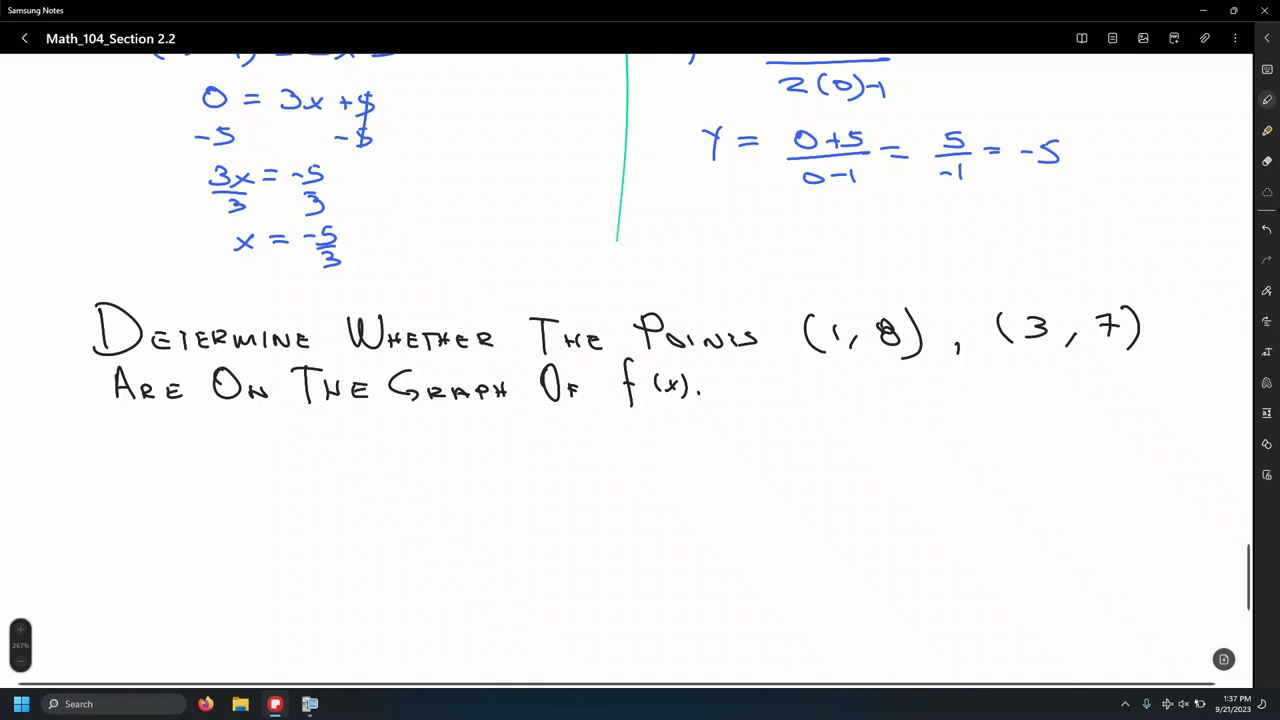 Samsung Notes
Math_104_Section 2.2
2(0)-1
0 = 3x + 5
-5 -5
3x = -5
3 3
x = -5
3
Y = 0+5 = 5 = -5
0-1 -1
DETERMINE WHETHER THE POINTS (1, 8), (3, 7)
ARE ON THE GRAPH OF f(x).
267%
Search
1:37 PM
9/21/2023